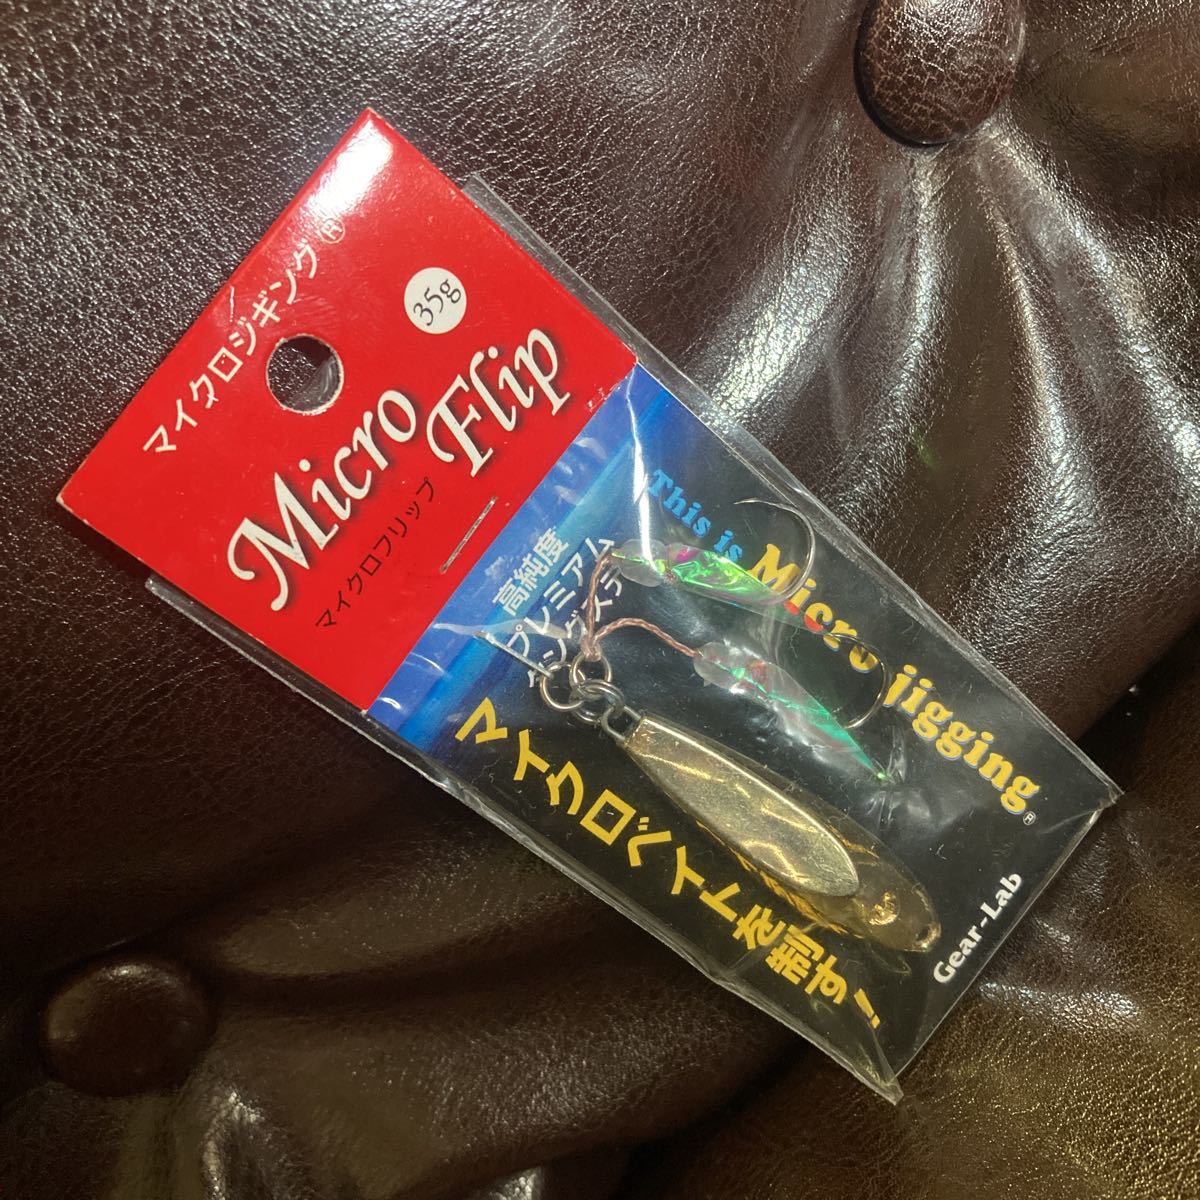 マイクロジギング®
35g
Micro
Flip
マイクロフリップ
高純度
プレミアム
This is
Micro jigging®
マイクロベイトを制す!
Gear-Lab